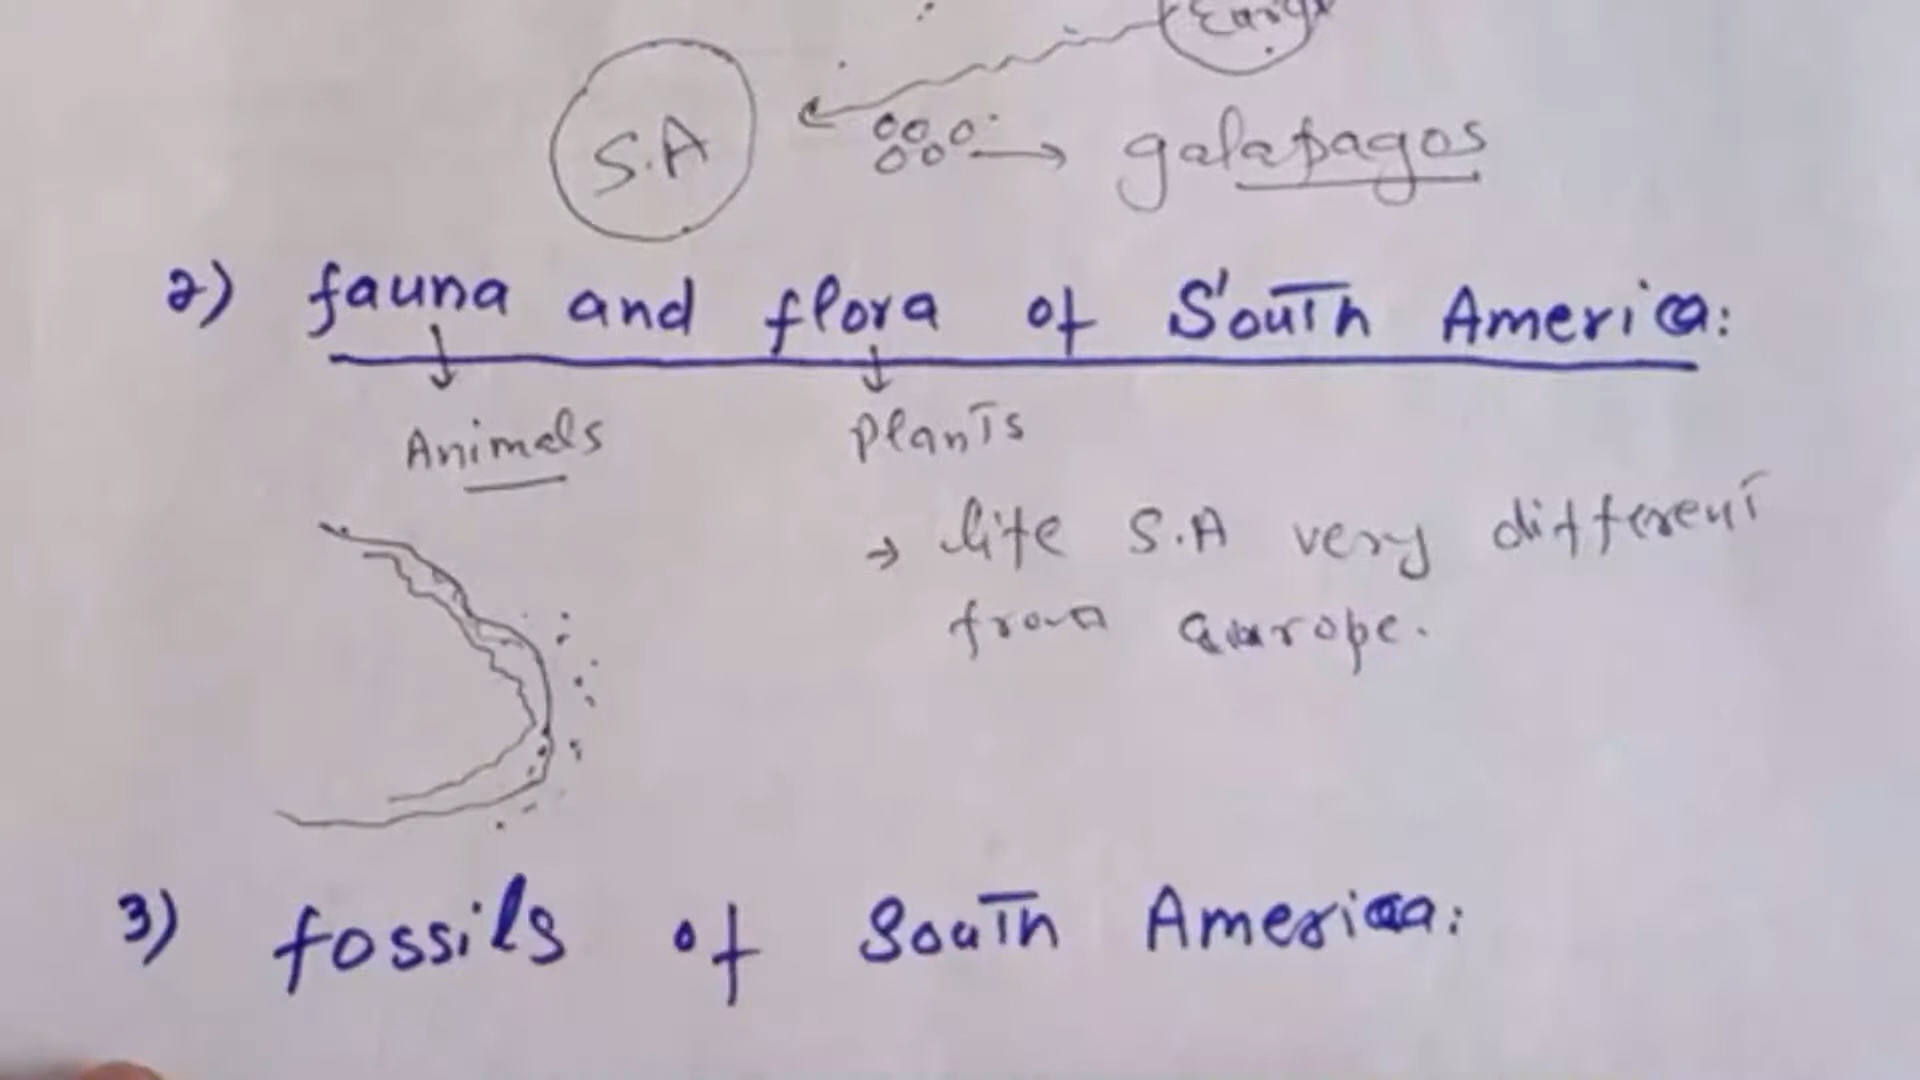 S.A
galapagos
2) fauna and flora of South America:
Animals
Plants
→ life S.A very different
from europe.
3) fossils of South America: